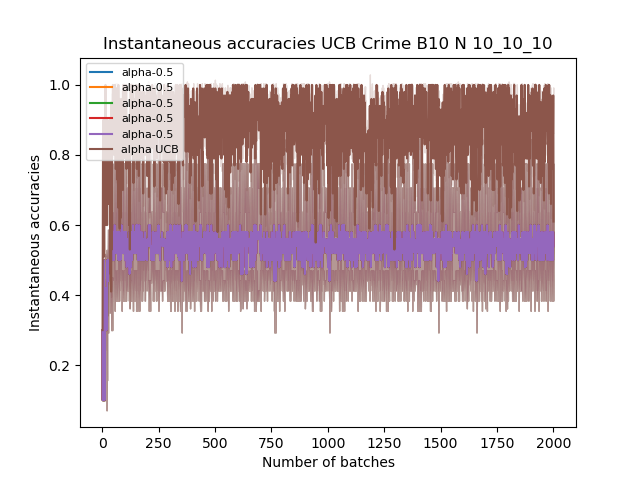 Instantaneous accuracies UCB Crime B10 N 10_10_10
alpha-0.5
alpha-0.5
alpha-0.5
alpha-0.5
alpha-0.5
alpha UCB
Instantaneous accuracies
1.0
0.8
0.6
0.4
0.2
0 250 500 750 1000 1250 1500 1750 2000
Number of batches